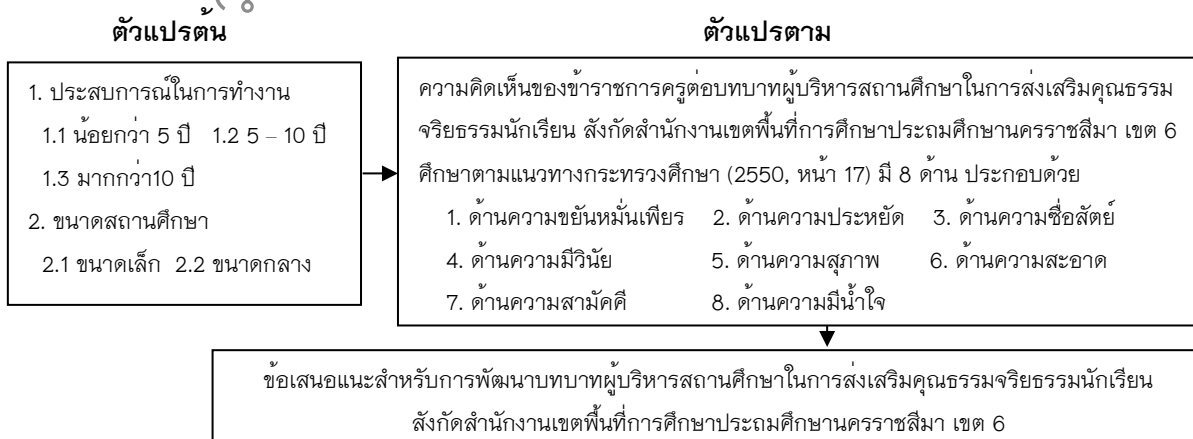 ตัวแปรต้น
ตัวแปรตาม
1. ประสบการณ์ในการทำงาน
1.1 น้อยกว่า 5 ปี 1.2 5 – 10 ปี
1.3 มากกว่า10 ปี
2. ขนาดสถานศึกษา
2.1 ขนาดเล็ก 2.2 ขนาดกลาง
ความคิดเห็นของข้าราชการครูต่อบทบาทผู้บริหารสถานศึกษาในการส่งเสริมคุณธรรม
จริยธรรมนักเรียน สังกัดสำนักงานเขตพื้นที่การศึกษาประถมศึกษานครราชสีมา เขต 6
ศึกษาตามแนวทางกระทรวงศึกษา (2550, หน้า 17) มี 8 ด้าน ประกอบด้วย
1. ด้านความขยันหมั่นเพียร 2. ด้านความประหยัด 3. ด้านความซื่อสัตย์
4. ด้านความมีวินัย 5. ด้านความสุภาพ 6. ด้านความสะอาด
7. ด้านความสามัคคี 8. ด้านความมีน้ำใจ
ข้อเสนอแนะสำหรับการพัฒนาบทบาทผู้บริหารสถานศึกษาในการส่งเสริมคุณธรรมจริยธรรมนักเรียน
สังกัดสำนักงานเขตพื้นที่การศึกษาประถมศึกษานครราชสีมา เขต 6